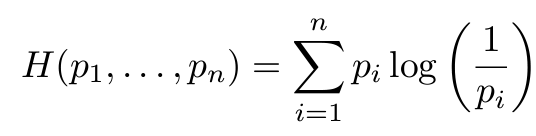 H(p_1, \ldots, p_n) = \sum_{i=1}^{n} p_i \log \left( \frac{1}{p_i} \right)